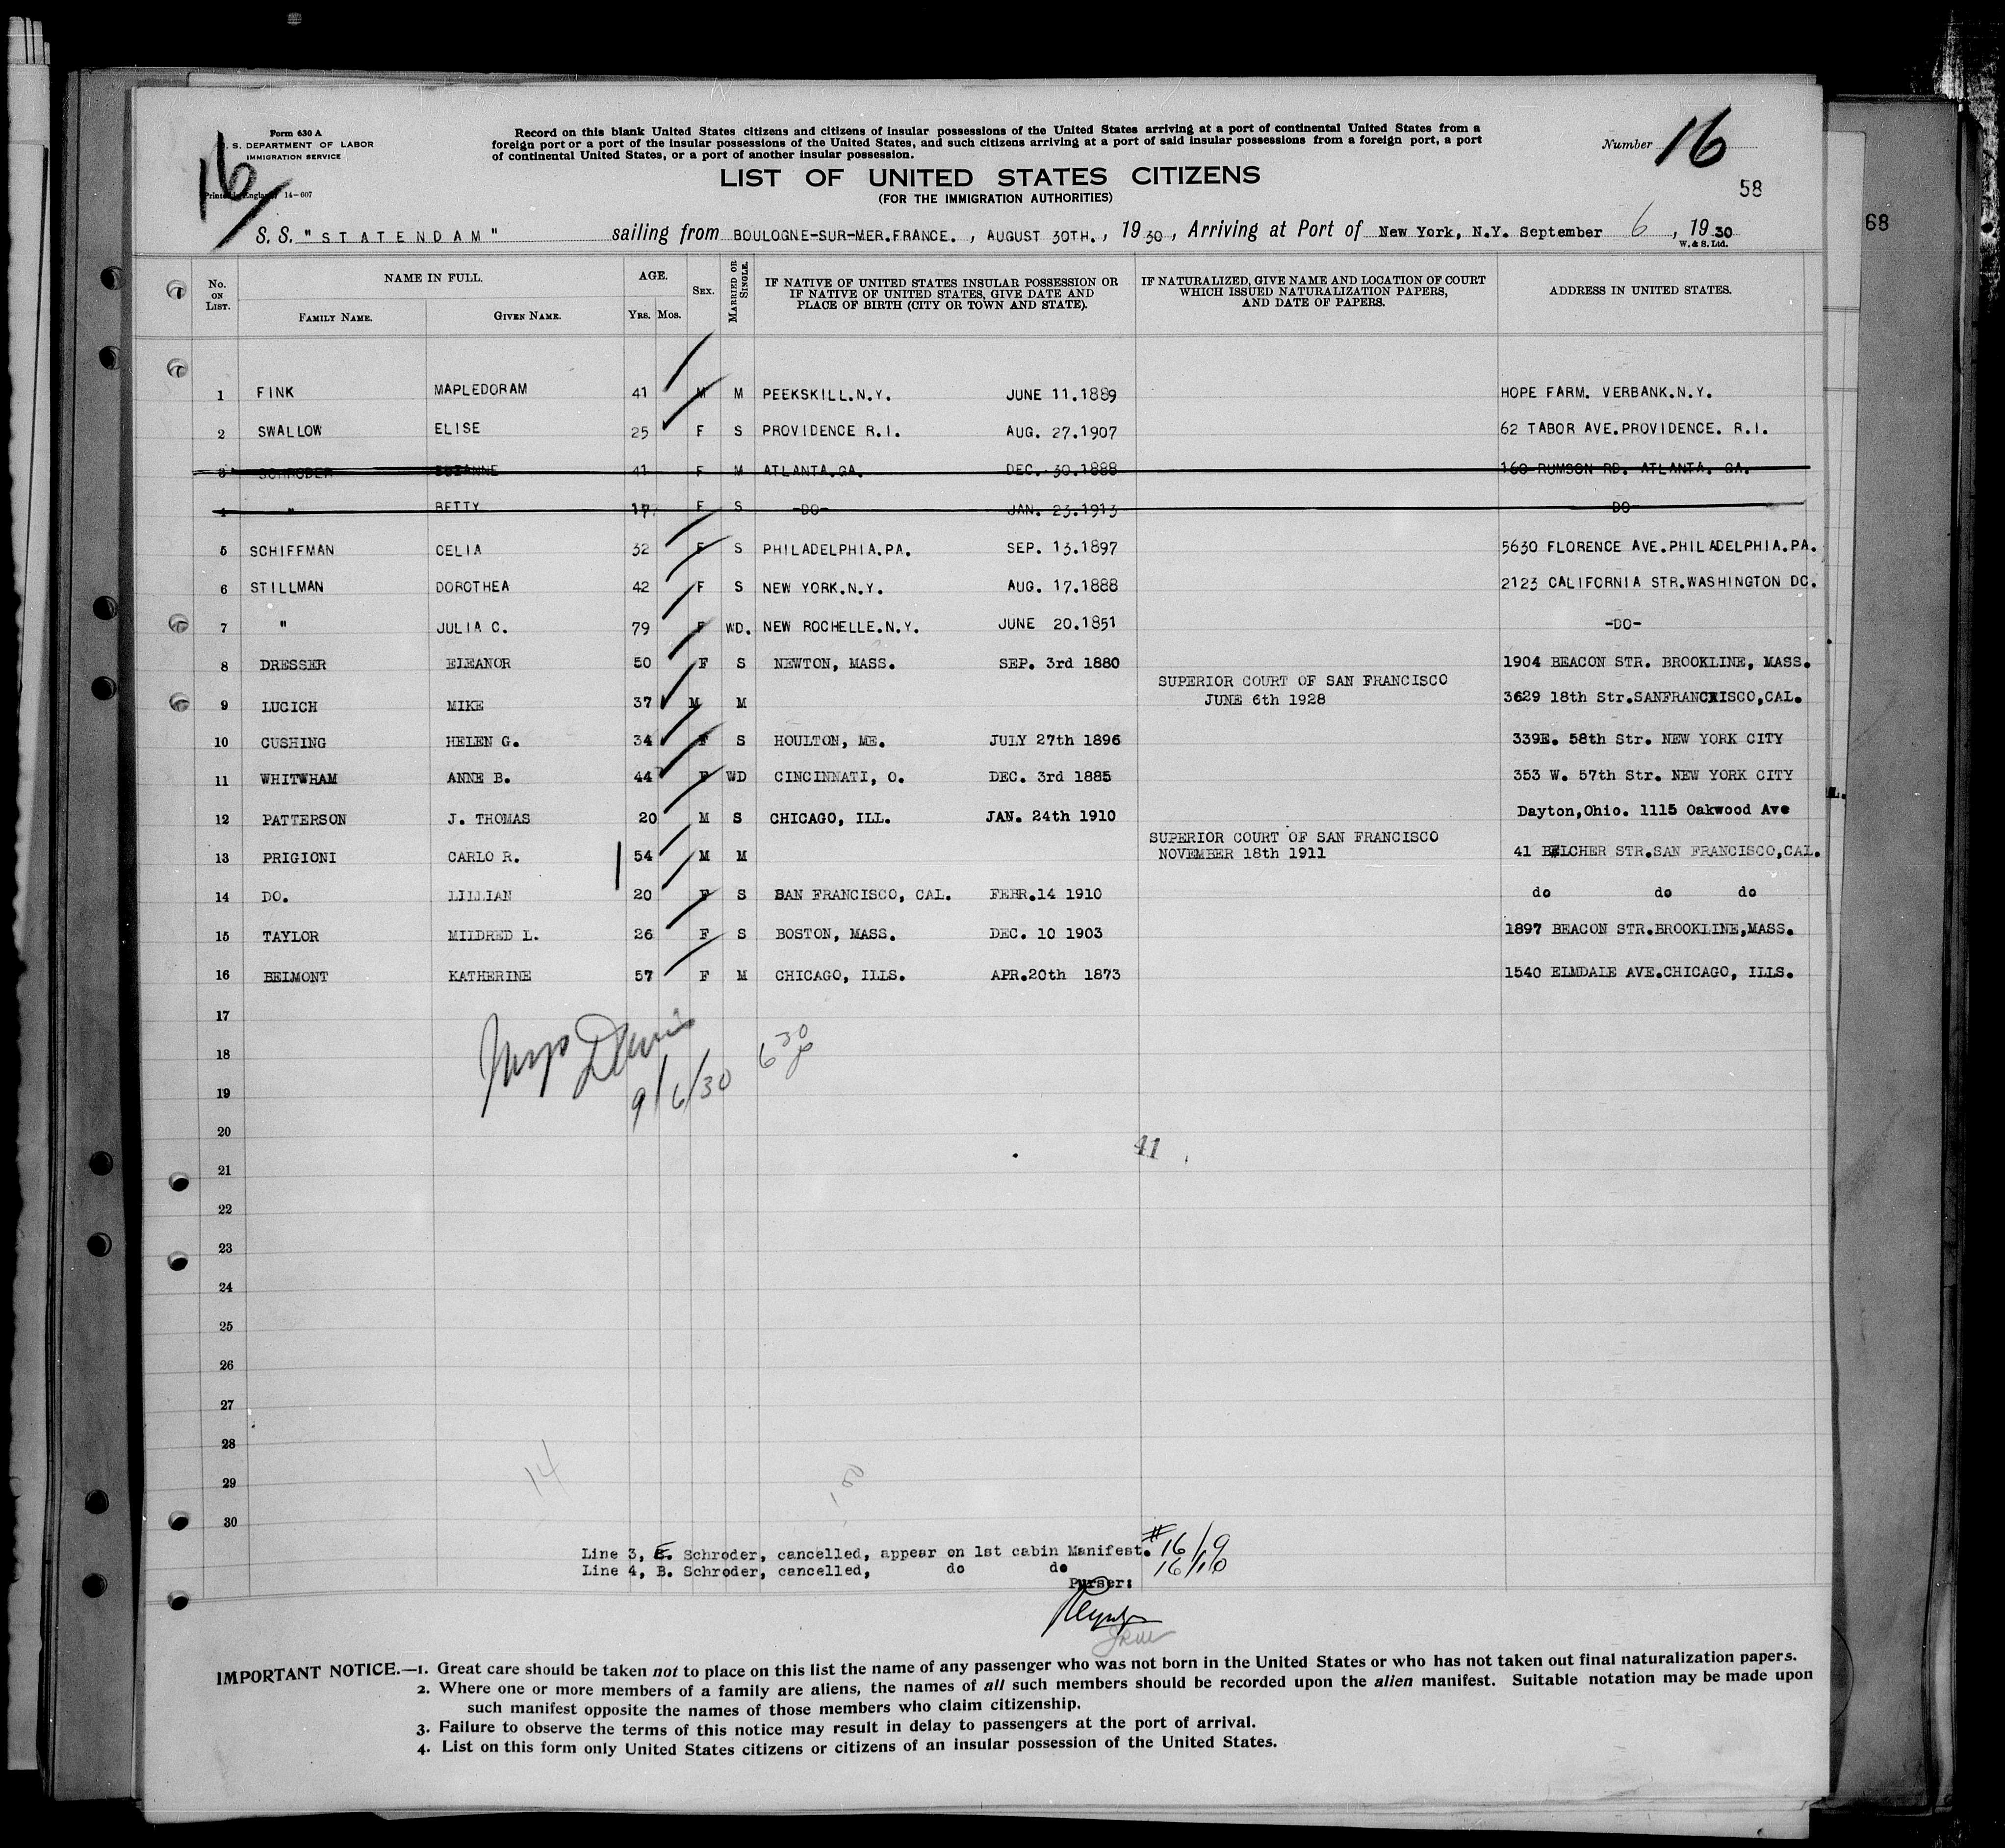 Form 630 A
S. DEPARTMENT OF LABOR
IMMIGRATION SERVICE
14-607
16
Record on this blank United States citizens and citizens of insular possessions of the United States arriving at a port of continental United States from a
foreign port or a port of the insular possessions of the United States, and such citizens arriving at a port of said insular possessions from a foreign port, a port
of continental United States, or a port of another insular possession.
LIST OF UNITED STATES CITIZENS
(FOR THE IMMIGRATION AUTHORITIES)
Number 16
58
68
S. S. "STATENDAM" sailing from BOULOGNE-SUR-MER.FRANCE. , AUGUST 30TH. , 1930 , Arriving at Port of New York, N.Y. September 6 , 1930
W. & S. Ltd.
No. ON LIST. NAME IN FULL. AGE. SEX. MARRIED OR SINGLE. IF NATIVE OF UNITED STATES INSULAR POSSESSION OR IF NATIVE OF UNITED STATES, GIVE DATE AND PLACE OF BIRTH (CITY OR TOWN AND STATE). IF NATURALIZED, GIVE NAME AND LOCATION OF COURT WHICH ISSUED NATURALIZATION PAPERS, AND DATE OF PAPERS. ADDRESS IN UNITED STATES.
FAMILY NAME. GIVEN NAME. YRS. MOS.
1 FINK MAPLEDORAM 41 M M PEEKSKILL.N.Y. JUNE 11.1889 HOPE FARM. VERBANK.N.Y.
2 SWALLOW ELISE 25 F S PROVIDENCE R.I. AUG. 27.1907 62 TABOR AVE.PROVIDENCE. R.I.
3 SCHRODER SUZANNE 41 F M ATLANTA.GA. DEC. 30.1888 160 RUMSON RD. ATLANTA. GA.
4 " BETTY 17 F S -DO- JAN. 23.1913 -DO-
5 SCHIFFMAN CELIA 32 F S PHILADELPHIA.PA. SEP. 13.1897 5630 FLORENCE AVE.PHILADELPHIA.PA.
6 STILLMAN DOROTHEA 42 F S NEW YORK.N.Y. AUG. 17.1888 2123 CALIFORNIA STR.WASHINGTON DC.
7 " JULIA C. 79 F WD. NEW ROCHELLE.N.Y. JUNE 20.1851 -DO-
8 DRESSER ELEANOR 50 F S NEWTON, MASS. SEP. 3rd 1880 1904 BEACON STR. BROOKLINE, MASS.
SUPERIOR COURT OF SAN FRANCISCO
9 LUCICH MIKE 37 M M JUNE 6th 1928 3629 18th Str.SANFRANCXISCO,CAL.
10 CUSHING HELEN G. 34 F S HOULTON, ME. JULY 27th 1896 339E. 58th Str. NEW YORK CITY
11 WHITWHAM ANNE B. 44 F WD CINCINNATI, O. DEC. 3rd 1885 353 W. 57th Str. NEW YORK CITY
12 PATTERSON J. THOMAS 20 M S CHICAGO, ILL. JAN. 24th 1910 Dayton,Ohio. 1115 Oakwood Ave
SUPERIOR COURT OF SAN FRANCISCO
13 PRIGIONI CARLO R. 54 M M NOVEMBER 18th 1911 41 BELCHER STR.SAN FRANCISCO,CAL.
14 DO. LILLIAN 20 F S SAN FRANCISCO, CAL. FEBR.14 1910 do do do
15 TAYLOR MILDRED L. 26 F S BOSTON, MASS. DEC. 10 1903 1897 BEACON STR.BROOKLINE,MASS.
16 BELMONT KATHERINE 57 F M CHICAGO, ILLS. APR.20th 1873 1540 ELMDALE AVE.CHICAGO, ILLS.
17
18
9/6/30
19
20
41
21
22
23
24
25
26
27
28
14
29
30
Line 3, S. Schroder, cancelled, appear on 1st cabin Manifest. #16/9
Line 4, B. Schroder, cancelled, do do 16/10
Purser:
IMPORTANT NOTICE.—1. Great care should be taken not to place on this list the name of any passenger who was not born in the United States or who has not taken out final naturalization papers.
2. Where one or more members of a family are aliens, the names of all such members should be recorded upon the alien manifest. Suitable notation may be made upon
such manifest opposite the names of those members who claim citizenship.
3. Failure to observe the terms of this notice may result in delay to passengers at the port of arrival.
4. List on this form only United States citizens or citizens of an insular possession of the United States.